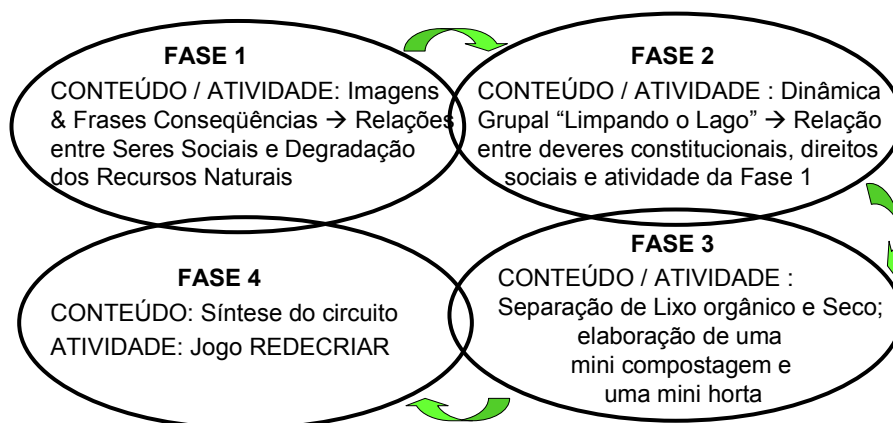 FASE 1
CONTEÚDO / ATIVIDADE: Imagens
& Frases Conseqüências → Relações
entre Seres Sociais e Degradação
dos Recursos Naturais
FASE 2
CONTEÚDO / ATIVIDADE : Dinâmica
Grupal “Limpando o Lago” → Relação
entre deveres constitucionais, direitos
sociais e atividade da Fase 1
FASE 3
CONTEÚDO / ATIVIDADE :
Separação de Lixo orgânico e Seco;
elaboração de uma
mini compostagem e
uma mini horta
FASE 4
CONTEÚDO: Síntese do circuito
ATIVIDADE: Jogo REDECRIAR